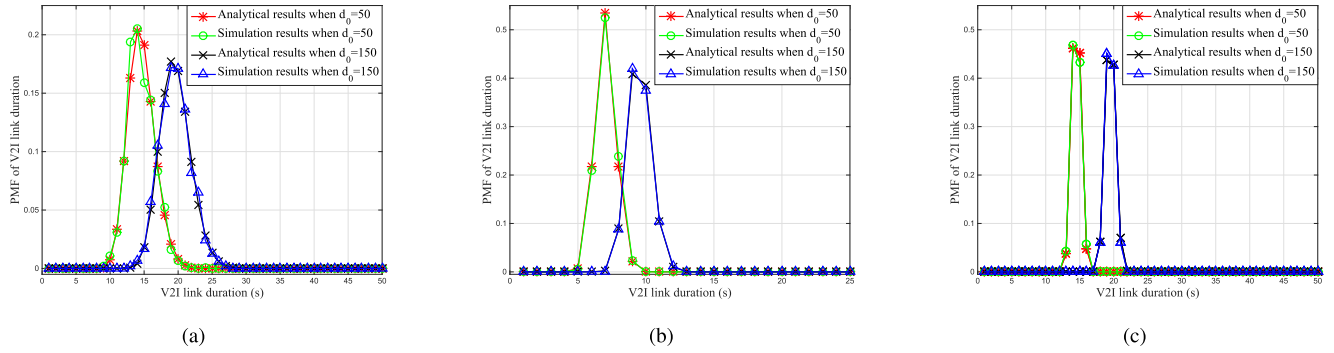 Analytical results when d0=50
Simulation results when d0=50
Analytical results when d0=150
Simulation results when d0=150
PMF of V2I link duration
0.2
0.15
0.1
0.05
0
0 5 10 15 20 25 30 35 40 45 50
V2I link duration (s)
(a)
Analytical results when d0=50
Simulation results when d0=50
Analytical results when d0=150
Simulation results when d0=150
PMF of V2I link duration
0.5
0.4
0.3
0.2
0.1
0
0 5 10 15 20 25
V2I link duration (s)
(b)
Analytical results when d0=50
Simulation results when d0=50
Analytical results when d0=150
Simulation results when d0=150
PMF of V2I link duration
0.5
0.4
0.3
0.2
0.1
0
0 5 10 15 20 25 30 35 40 45 50
V2I link duration (s)
(c)